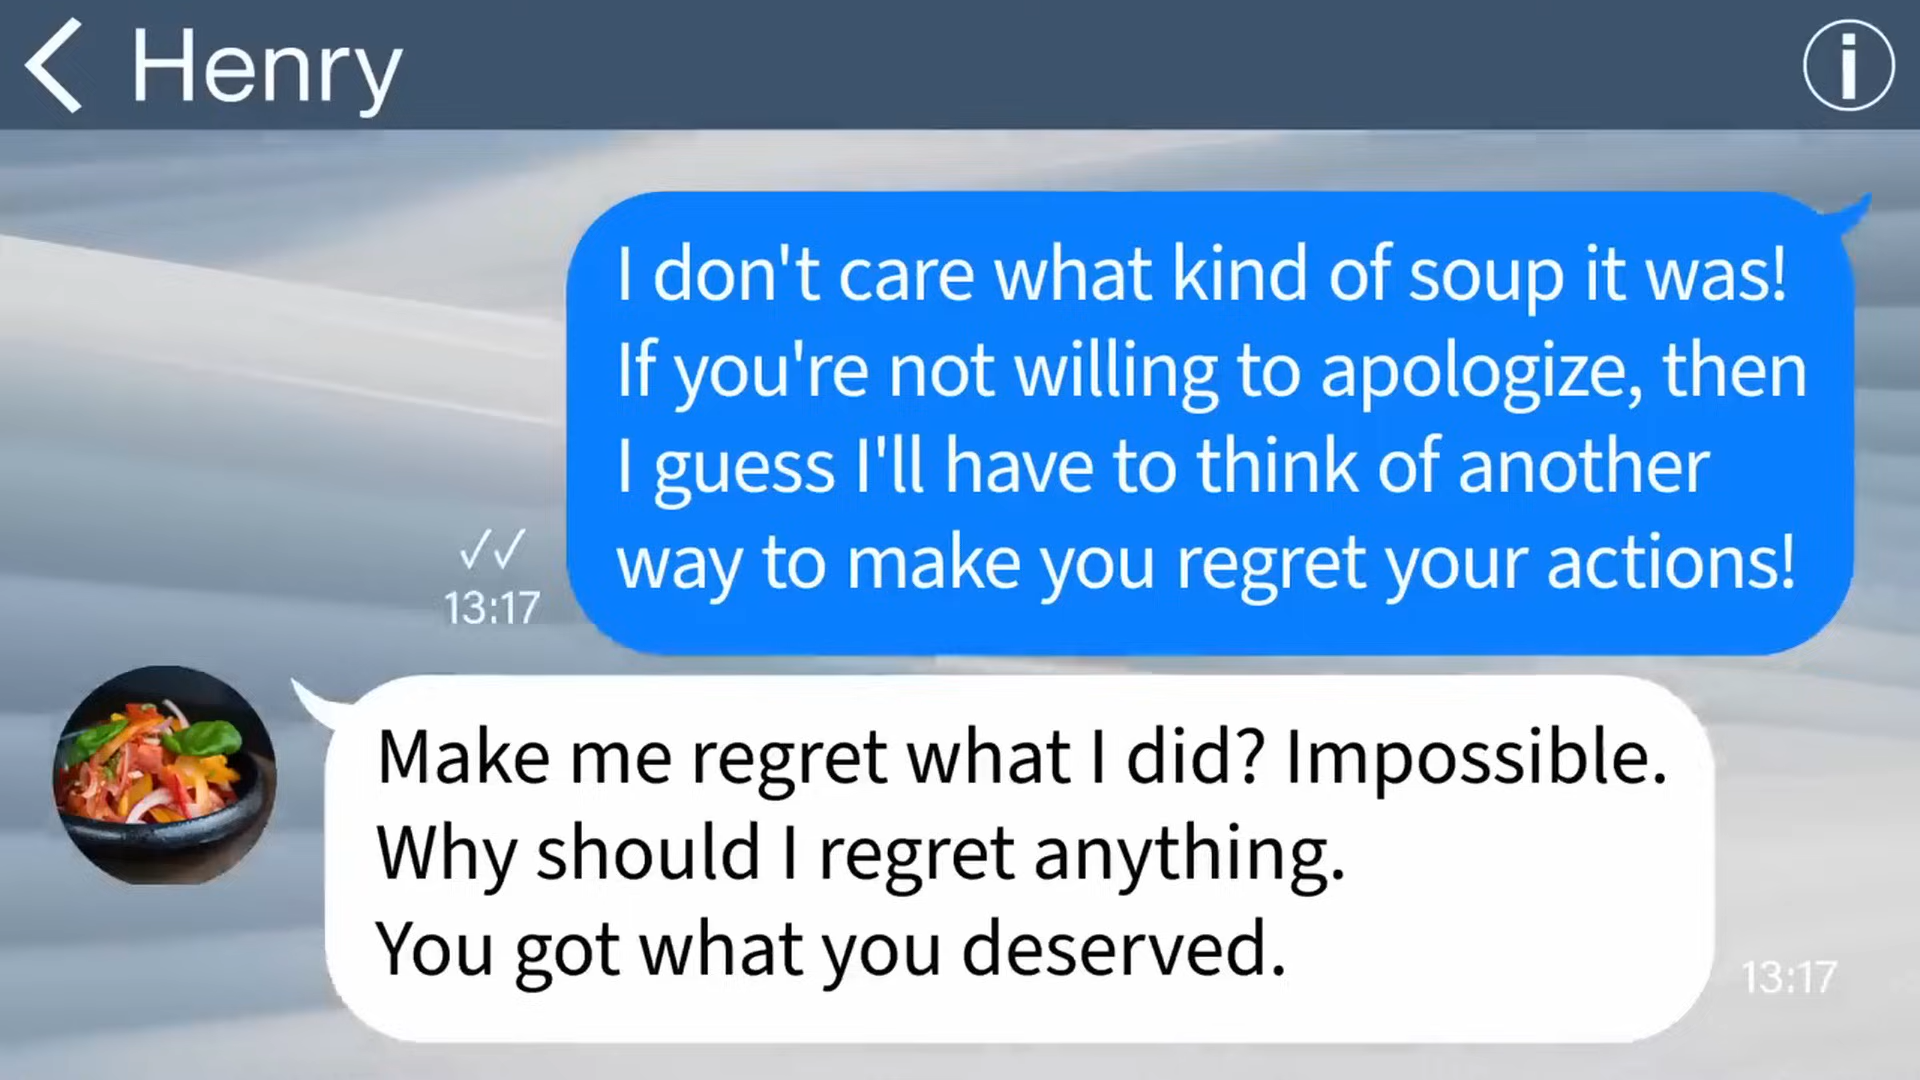 Henry
I don't care what kind of soup it was!
If you're not willing to apologize, then
I guess I'll have to think of another
way to make you regret your actions!
13:17
Make me regret what I did? Impossible.
Why should I regret anything.
You got what you deserved.
13:17